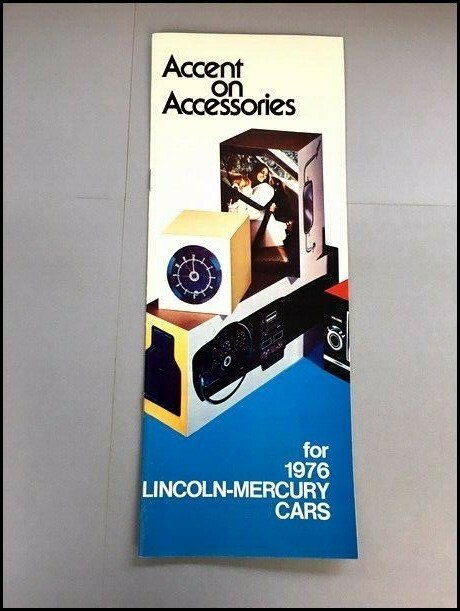 Accent
on
Accessories
for
1976
LINCOLN-MERCURY
CARS